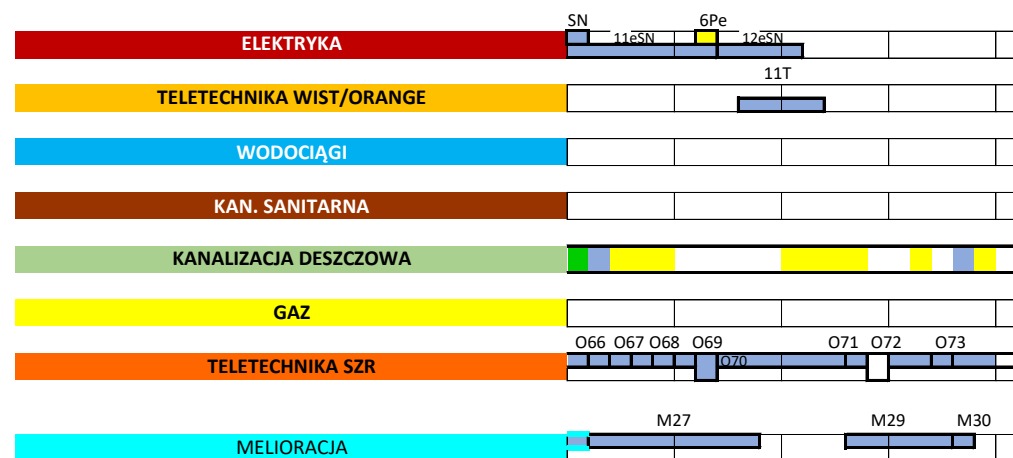 SN 6Pe
ELEKTRYKA 11eSN 12eSN
11T
TELETECHNIKA WIST/ORANGE
WODOCIĄGI
KAN. SANITARNA
KANALIZACJA DESZCZOWA
GAZ
O66 O67 O68 O69 O71 O72 O73
TELETECHNIKA SZR O70
M27 M29 M30
MELIORACJA